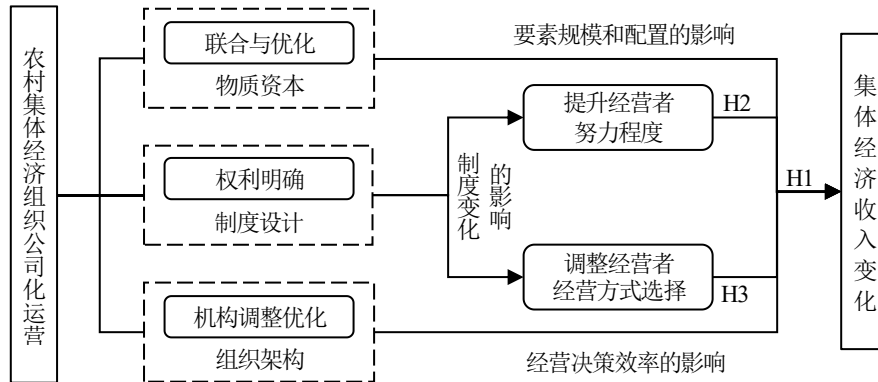 农村集体经济组织公司化运营
联合与优化
物质资本
权利明确
制度设计
机构调整优化
组织架构
要素规模和配置的影响
制度变化
的影响
提升经营者
努力程度
H2
调整经营者
经营方式选择
H3
经营决策效率的影响
H1
集体经济收入变化